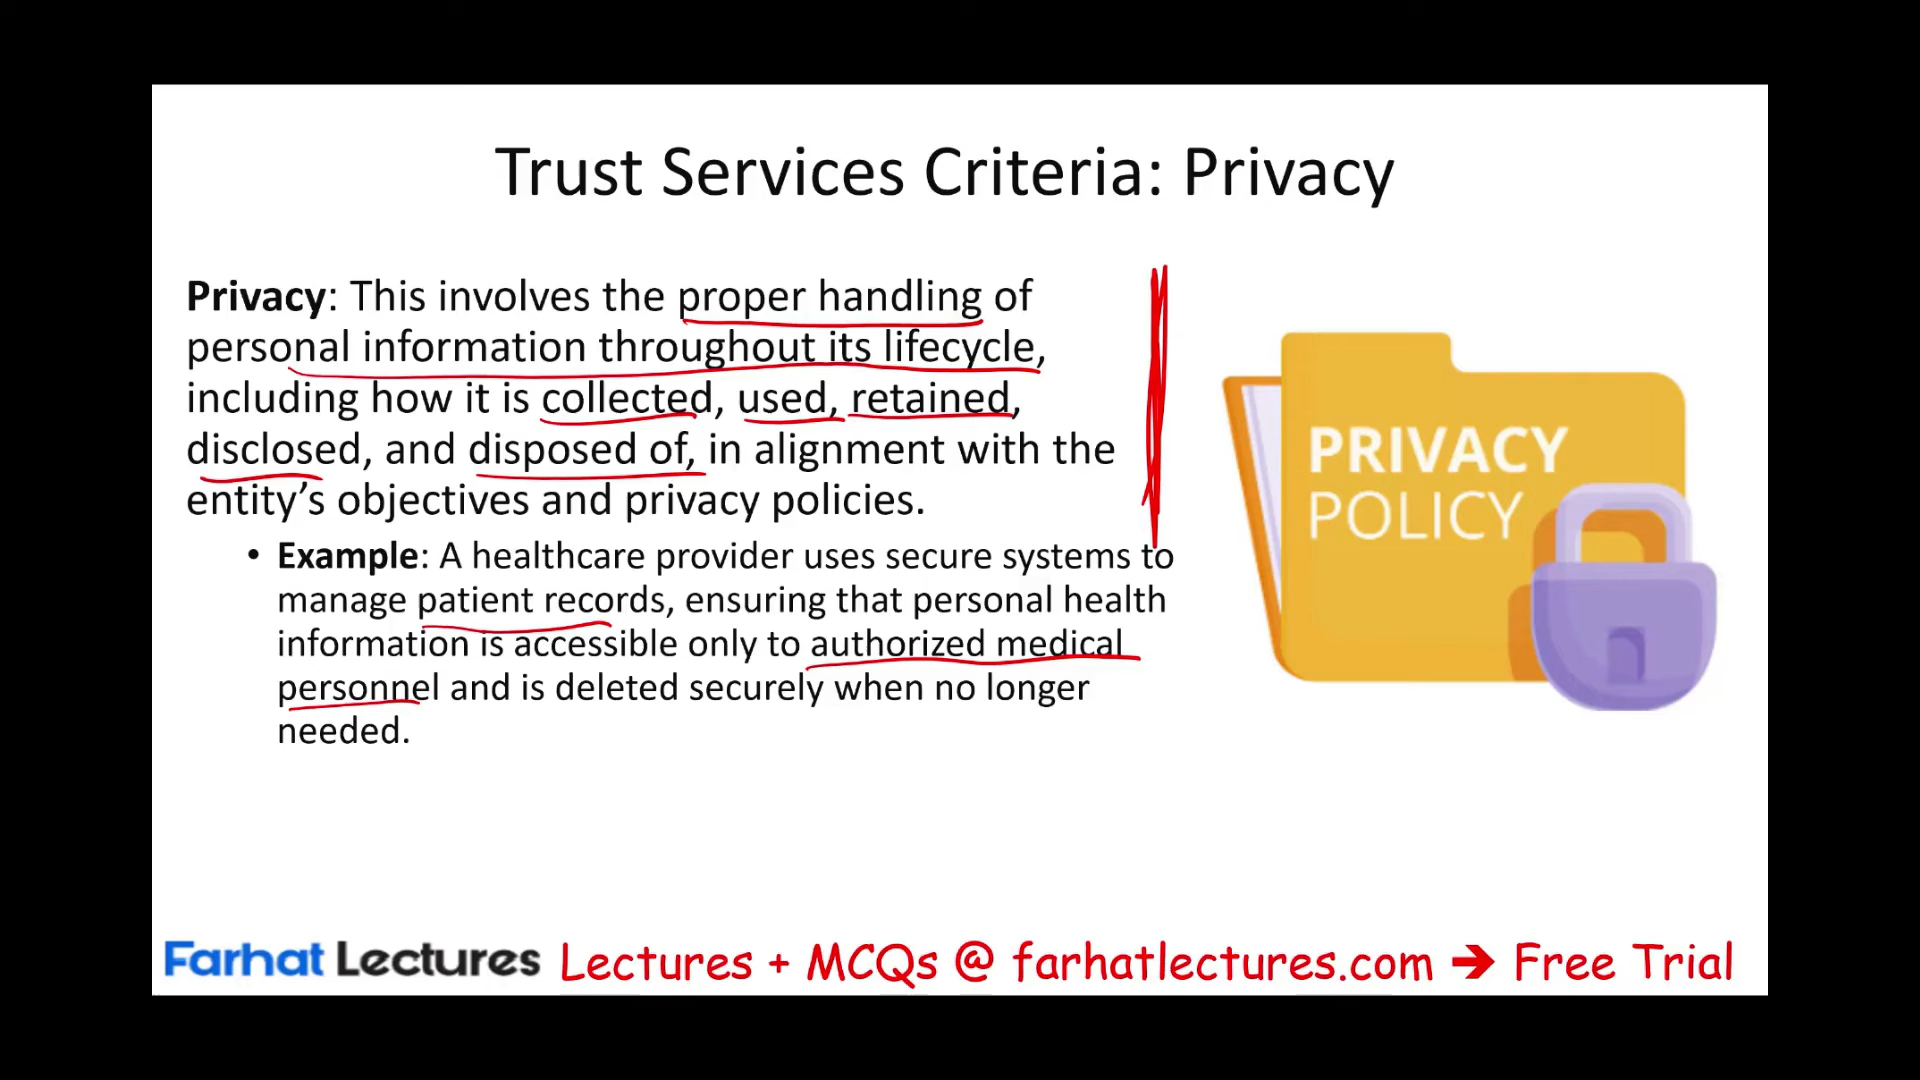 Trust Services Criteria: Privacy
Privacy: This involves the proper handling of
personal information throughout its lifecycle,
including how it is collected, used, retained,
disclosed, and disposed of, in alignment with the
entity’s objectives and privacy policies.
• Example: A healthcare provider uses secure systems to
manage patient records, ensuring that personal health
information is accessible only to authorized medical
personnel and is deleted securely when no longer
needed.
PRIVACY
POLICY
Farhat Lectures Lectures + MCQs @ farhatlectures.com → Free Trial